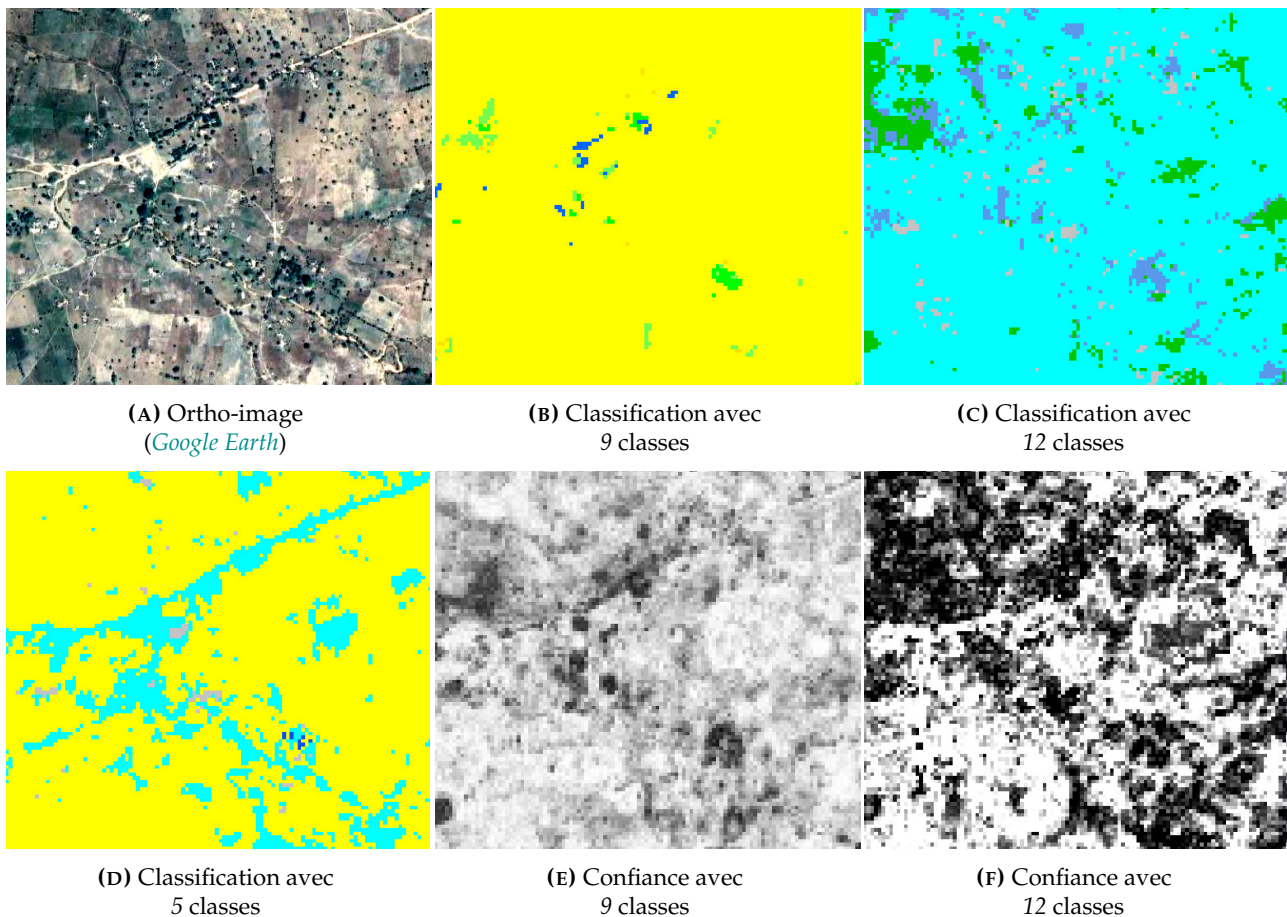 (A) Ortho-image
(Google Earth)
(B) Classification avec
9 classes
(C) Classification avec
12 classes
(D) Classification avec
5 classes
(E) Confiance avec
9 classes
(F) Confiance avec
12 classes